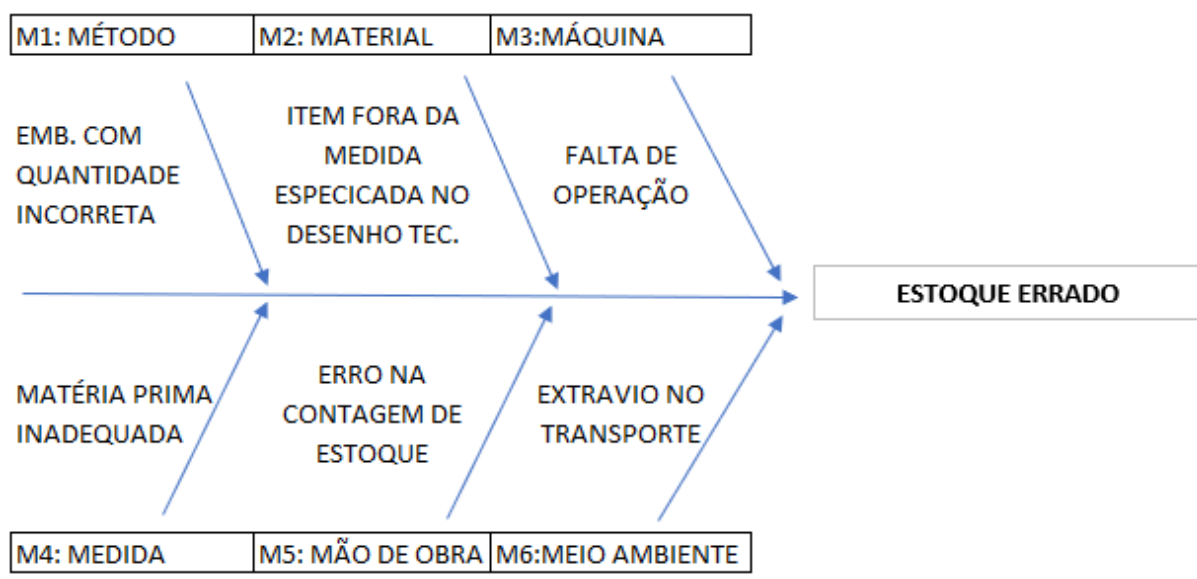 M1: MÉTODO
M2: MATERIAL
M3:MÁQUINA
EMB. COM
QUANTIDADE
INCORRETA
ITEM FORA DA
MEDIDA
ESPECICADA NO
DESENHO TEC.
FALTA DE
OPERAÇÃO
ESTOQUE ERRADO
MATÉRIA PRIMA
INADEQUADA
ERRO NA
CONTAGEM DE
ESTOQUE
EXTRAVIO NO
TRANSPORTE
M4: MEDIDA
M5: MÃO DE OBRA
M6:MEIO AMBIENTE